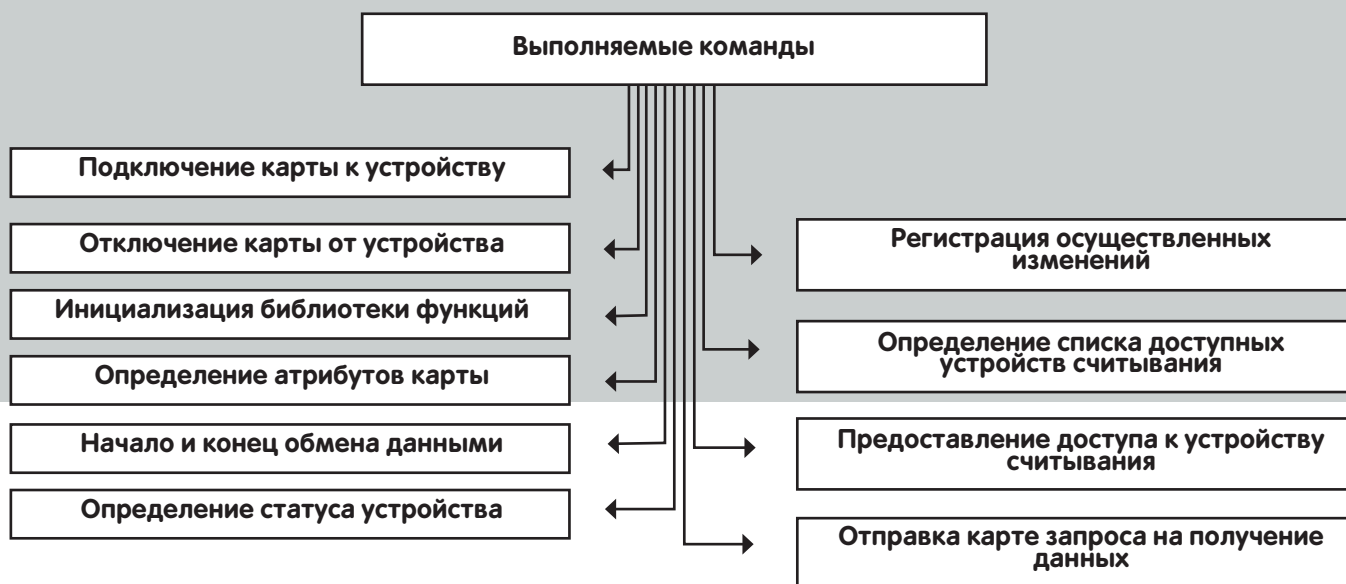 Выполняемые команды
Подключение карты к устройству
Отключение карты от устройства
Инициализация библиотеки функций
Определение атрибутов карты
Начало и конец обмена данными
Определение статуса устройства
Регистрация осуществленных
изменений
Определение списка доступных
устройств считывания
Предоставление доступа к устройству
считывания
Отправка карте запроса на получение
данных